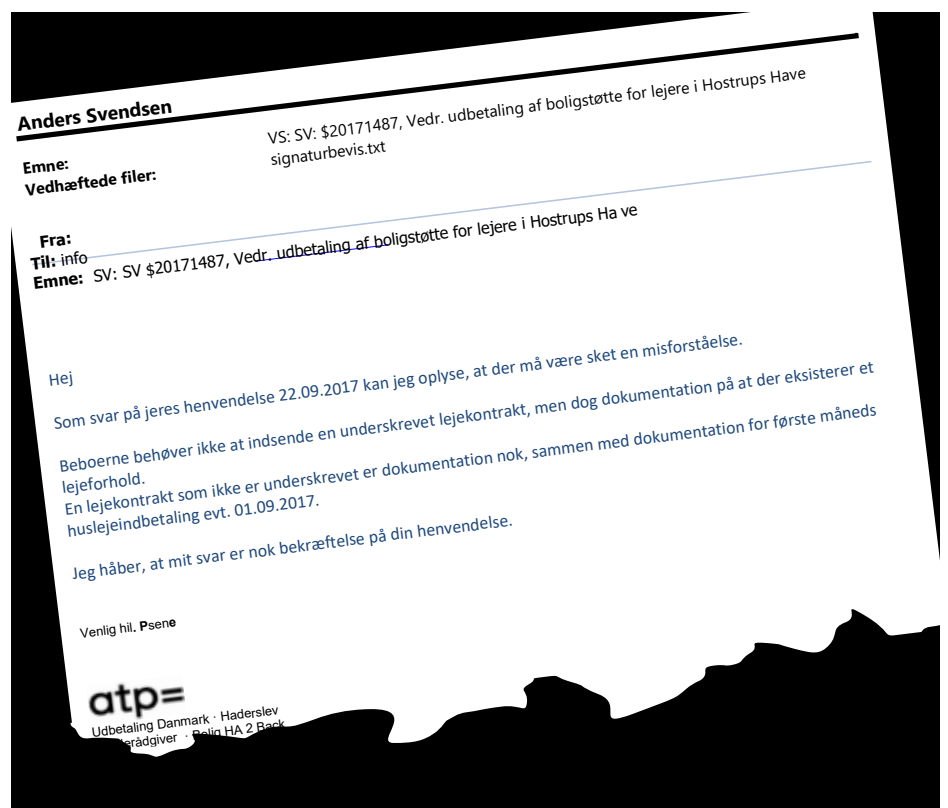 Anders Svendsen
Emne: VS: SV: $20171487, Vedr. udbetaling af boligstøtte for lejere i Hostrups Have
Vedhæftede filer: signaturbevis.txt
Fra:
Til: info
Emne: SV: SV $20171487, Vedr. udbetaling af boligstøtte for lejere i Hostrups Ha ve
Hej
Som svar på jeres henvendelse 22.09.2017 kan jeg oplyse, at der må være sket en misforståelse.
Beboerne behøver ikke at indsende en underskrevet lejekontrakt, men dog dokumentation på at der eksisterer et
lejeforhold.
En lejekontrakt som ikke er underskrevet er dokumentation nok, sammen med dokumentation for første måneds
huslejeindbetaling evt. 01.09.2017.
Jeg håber, at mit svar er nok bekræftelse på din henvendelse.
Venlig hil. Psene
atp=
Udbetaling Danmark · Haderslev
· Bolig HA 2 Back